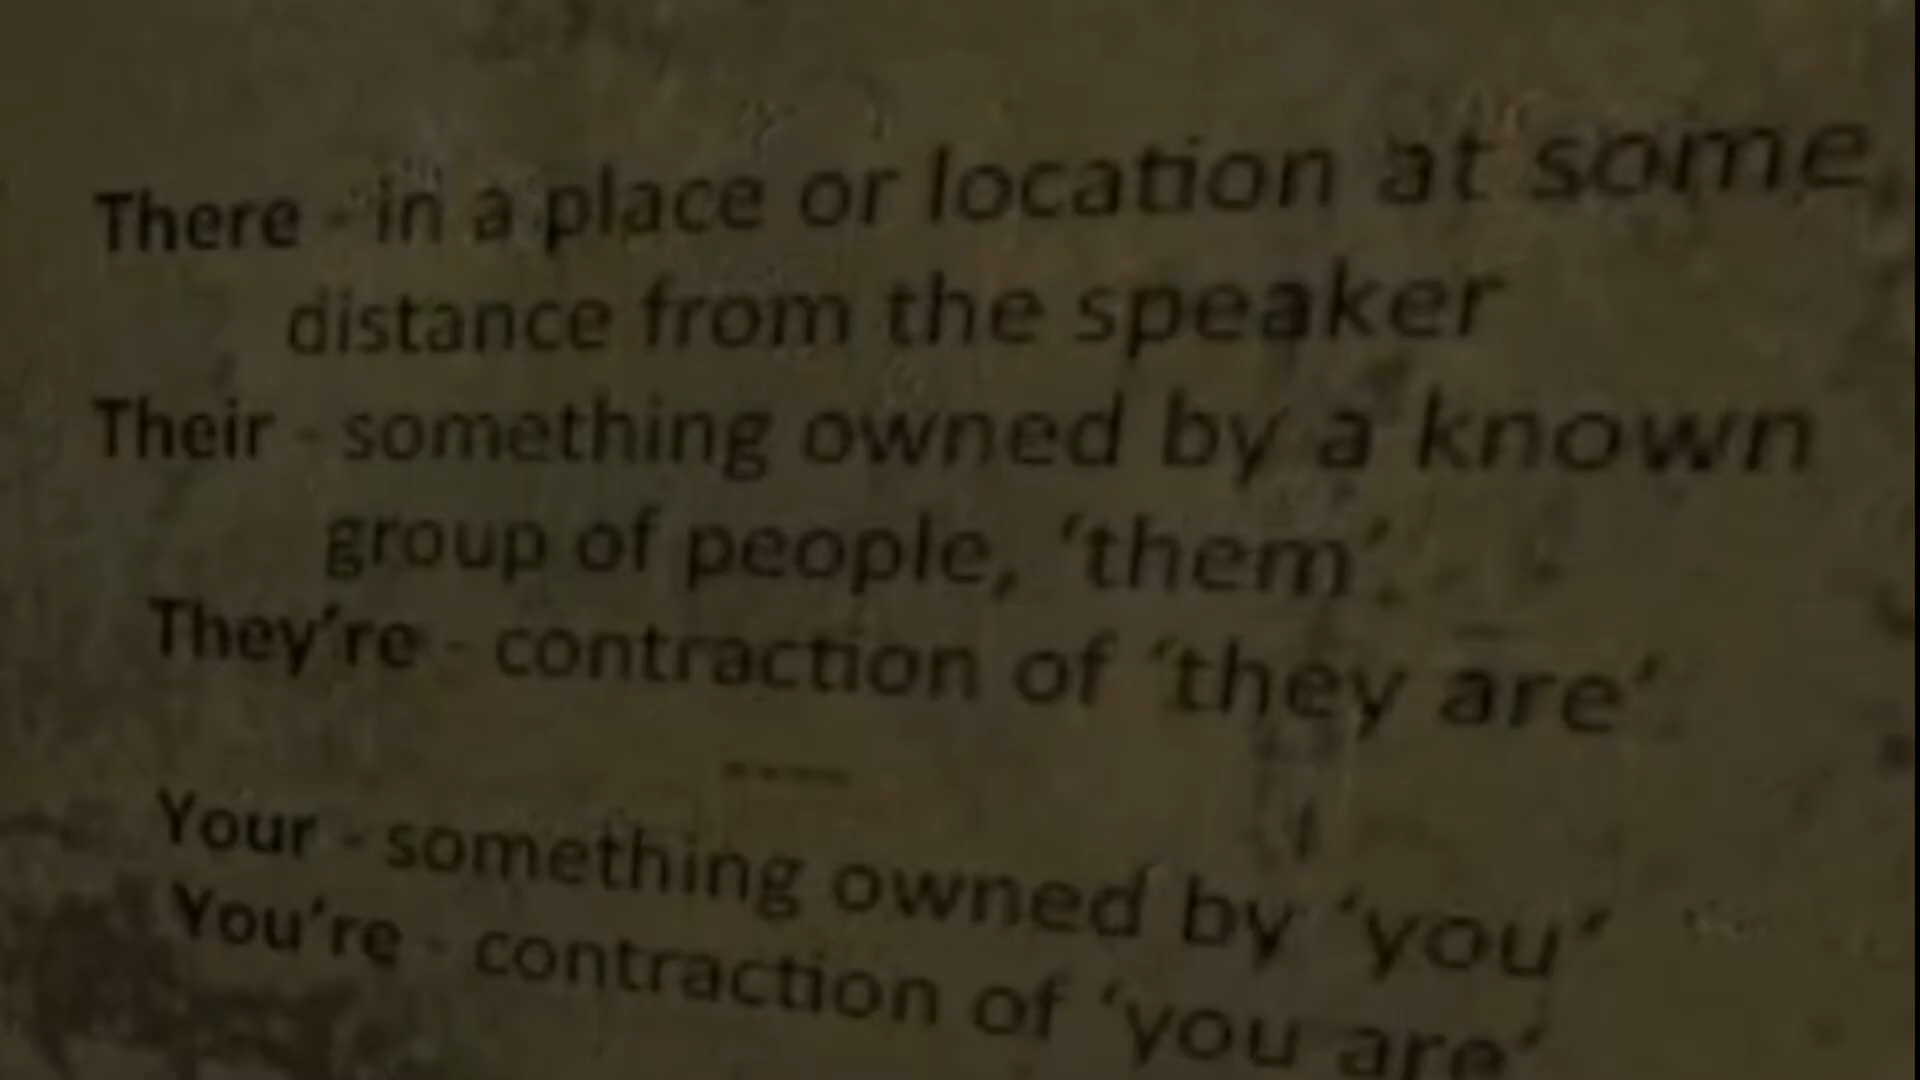 There - in a place or location at some
distance from the speaker
Their - something owned by a known
group of people, ‘them’.
They’re - contraction of ‘they are’
-----
Your - something owned by ‘you’
You’re - contraction of ‘you are’